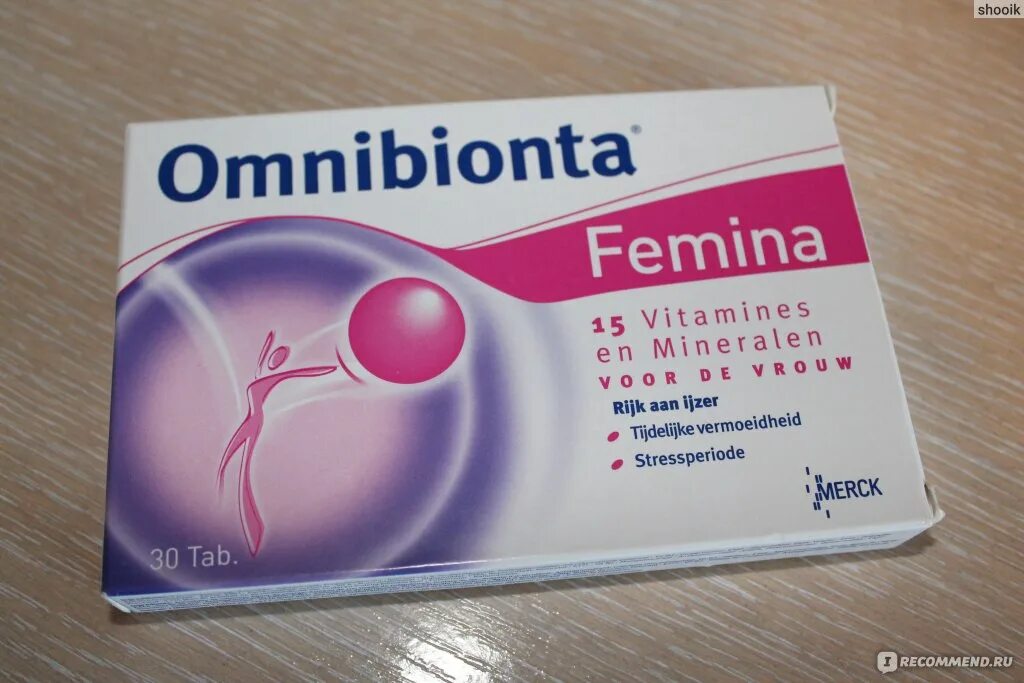 shooik
Omnibionta®
Femina
15 Vitamines
en Mineralen
VOOR DE VROUW
Rijk aan ijzer
Tijdelijke vermoeidheid
Stressperiode
MERCK
30 Tab.
IRECOMMEND.RU